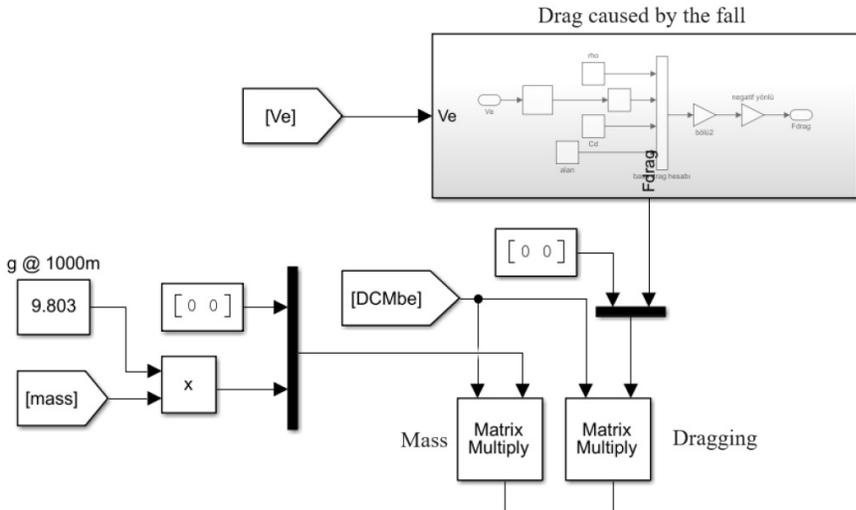 Drag caused by the fall
rho
[Ve]
Ve
Ve
negatif yönlü
Cd
bölü2
Fdrag
alan
Fdrag
g @ 1000m
[ 0 0 ]
9.803
[ 0 0 ]
[DCMbe]
[mass]
x
Mass
Matrix
Multiply
Matrix
Multiply
Dragging